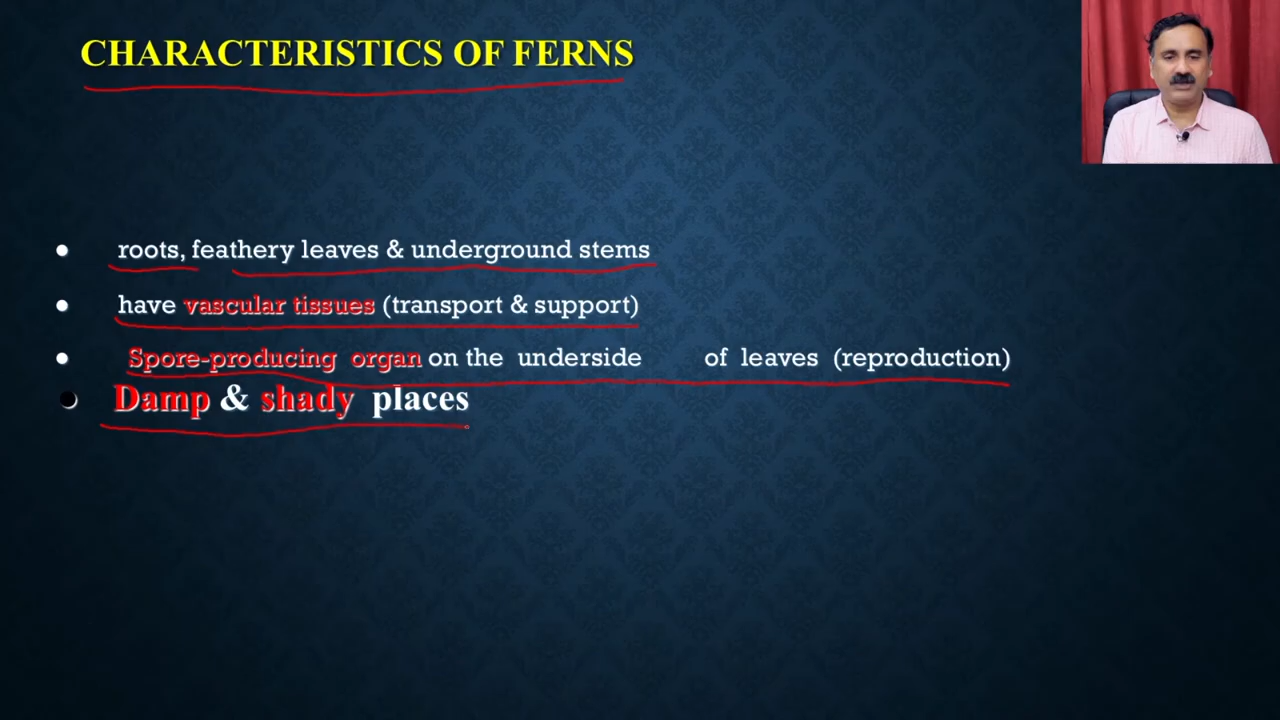 CHARACTERISTICS OF FERNS
● roots, feathery leaves & underground stems
● have vascular tissues (transport & support)
● Spore-producing organ on the underside of leaves (reproduction)
● Damp & shady places